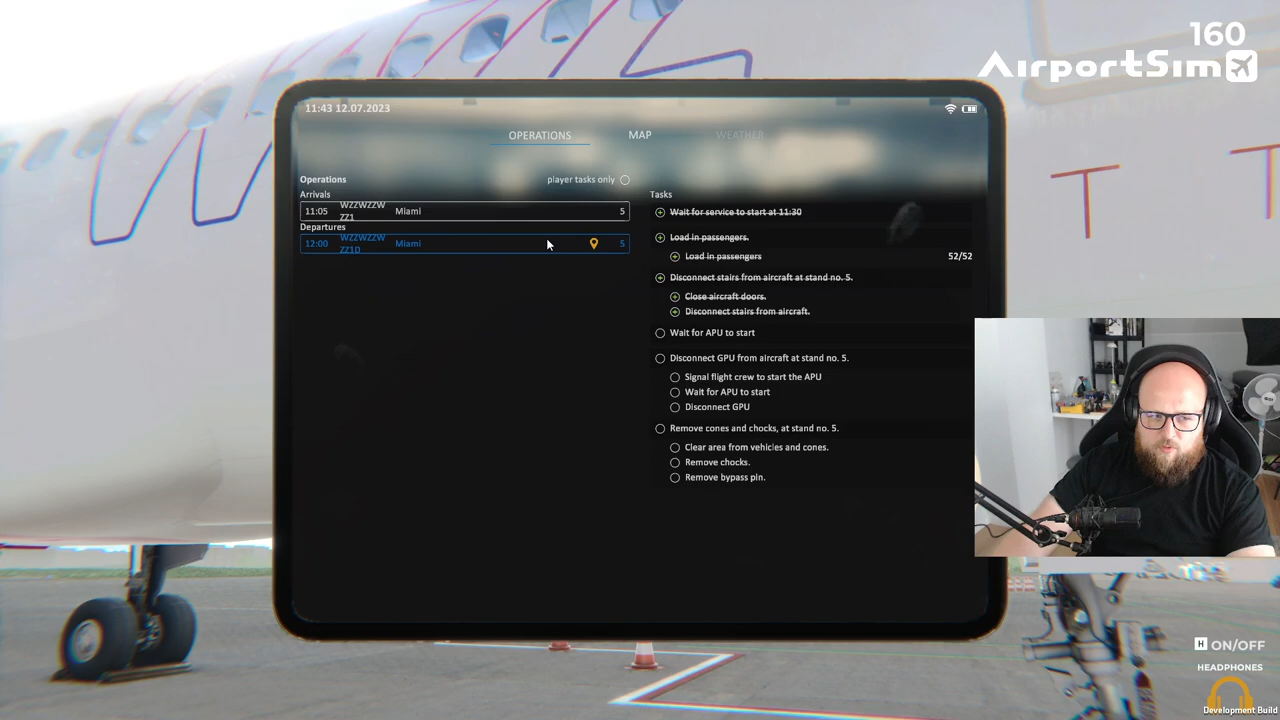 160
AirportSim
11:43 12.07.2023
OPERATIONS MAP WEATHER
Operations player tasks only
Arrivals
11:05 WZZWZZW ZZ1 Miami 5
Departures
12:00 WZZWZZW ZZ1D Miami 5
Tasks
Wait for service to start at 11:30
Load in passengers.
Load in passengers 52/52
Disconnect stairs from aircraft at stand no. 5.
Close aircraft doors.
Disconnect stairs from aircraft.
Wait for APU to start
Disconnect GPU from aircraft at stand no. 5.
Signal flight crew to start the APU
Wait for APU to start
Disconnect GPU
Remove cones and chocks, at stand no. 5.
Clear area from vehicles and cones.
Remove chocks.
Remove bypass pin.
H ON/OFF
HEADPHONES
Development Build